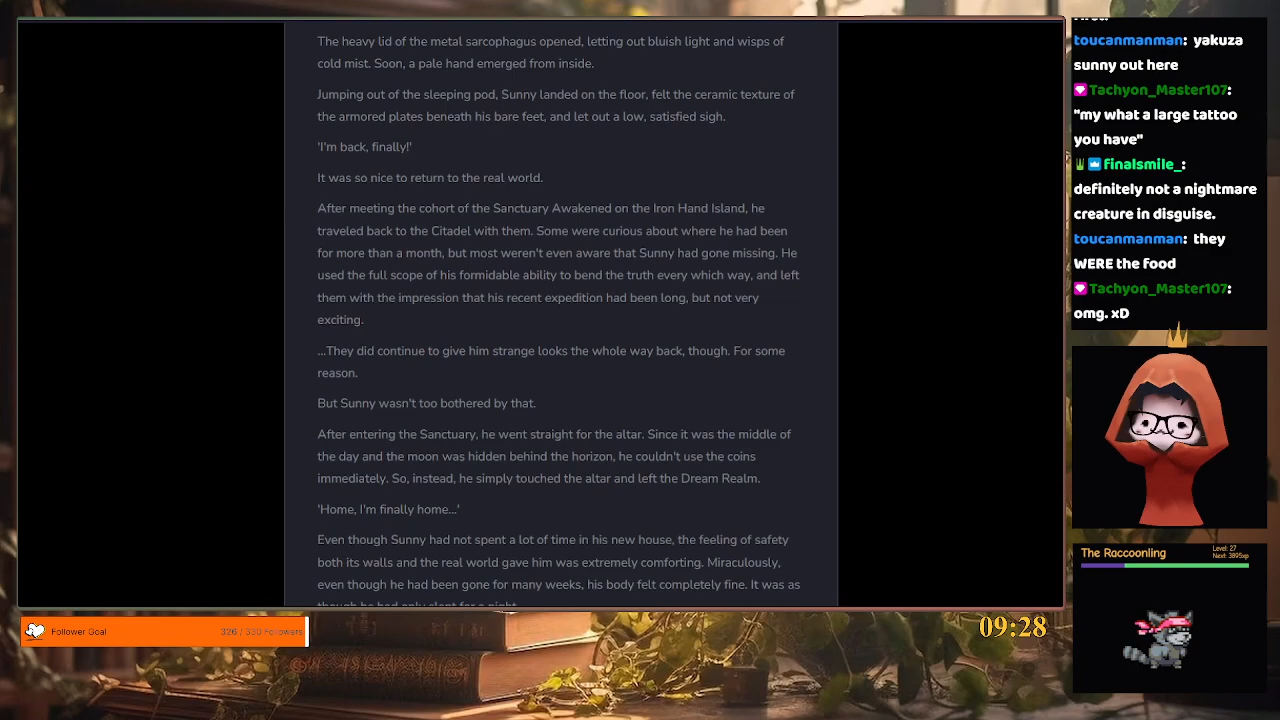 The heavy lid of the metal sarcophagus opened, letting out bluish light and wisps of
cold mist. Soon, a pale hand emerged from inside.
Jumping out of the sleeping pod, Sunny landed on the floor, felt the ceramic texture of
the armored plates beneath his bare feet, and let out a low, satisfied sigh.
'I'm back, finally!'
It was so nice to return to the real world.
After meeting the cohort of the Sanctuary Awakened on the Iron Hand Island, he
traveled back to the Citadel with them. Some were curious about where he had been
for more than a month, but most weren't even aware that Sunny had gone missing. He
used the full scope of his formidable ability to bend the truth every which way, and left
them with the impression that his recent expedition had been long, but not very
exciting.
...They did continue to give him strange looks the whole way back, though. For some
reason.
But Sunny wasn't too bothered by that.
After entering the Sanctuary, he went straight for the altar. Since it was the middle of
the day and the moon was hidden behind the horizon, he couldn't use the coins
immediately. So, instead, he simply touched the altar and left the Dream Realm.
'Home, I'm finally home...'
Even though Sunny had not spent a lot of time in his new house, the feeling of safety
both its walls and the real world gave him was extremely comforting. Miraculously,
even though he had been gone for many weeks, his body felt completely fine. It was as
though he had only slept for a night.
toucanmanman: yakuza
sunny out here
Tachyon_Master107:
"my what a large tattoo
you have"
finalsmile_:
definitely not a nightmare
creature in disguise.
toucanmanman: they
WERE the food
Tachyon_Master107:
omg. xD
The Raccoonling
Level: 27
Next: 3895xp
Follower Goal
326 / 330 Followers
09:28